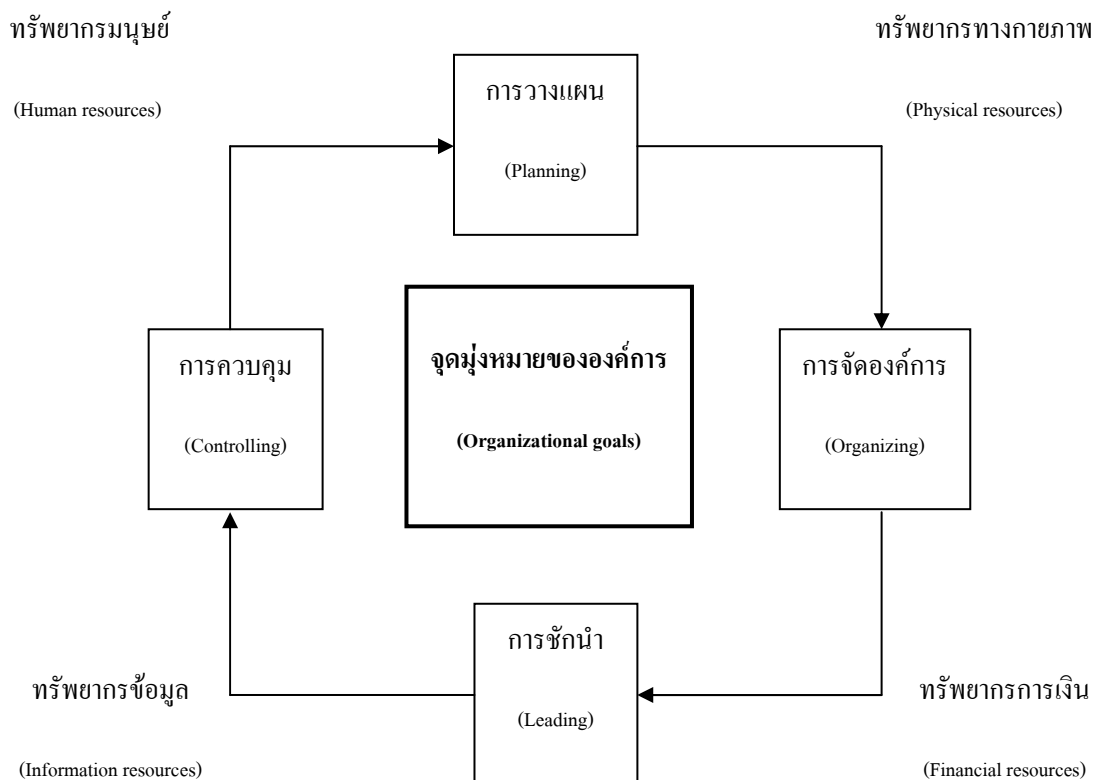 ทรัพยากรมนุษย์
(Human resources)
ทรัพยากรทางกายภาพ
(Physical resources)
การวางแผน
(Planning)
การควบคุม
(Controlling)
จุดมุ่งหมายขององค์การ
(Organizational goals)
การจัดองค์การ
(Organizing)
การชักนำ
(Leading)
ทรัพยากรข้อมูล
(Information resources)
ทรัพยากรการเงิน
(Financial resources)